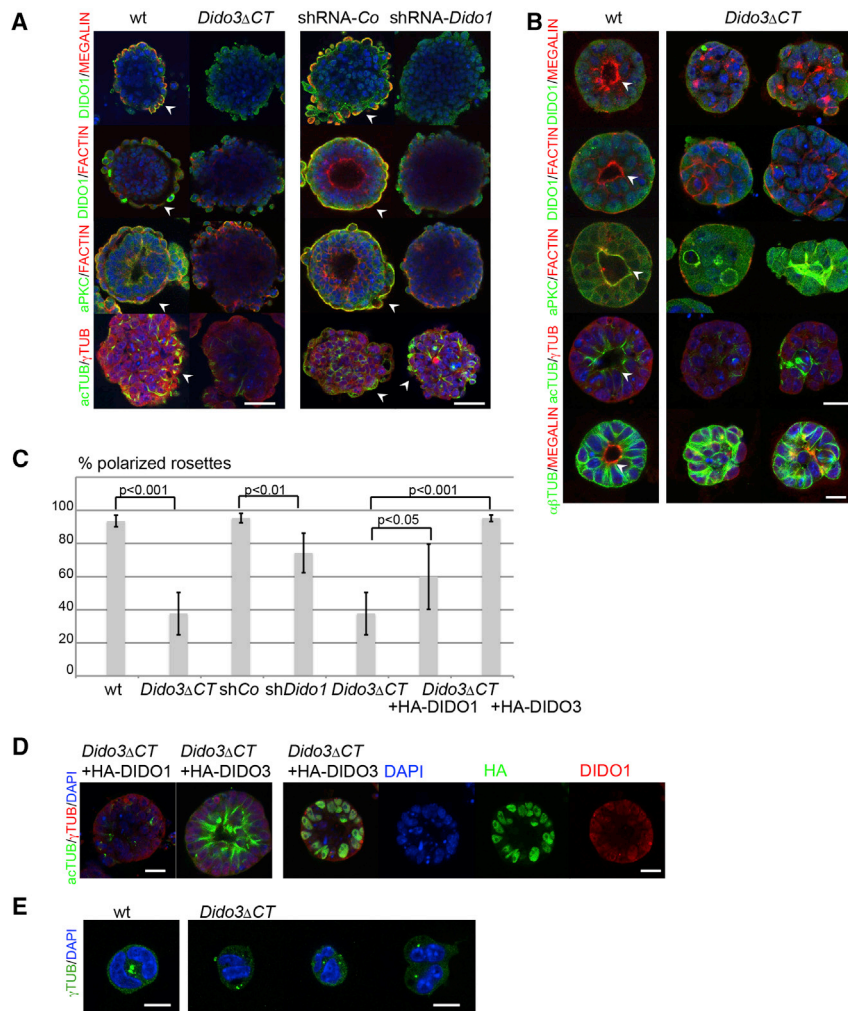 A
wt
Dido3ΔCT
shRNA-Co
shRNA-Dido1
DIDO1/MEGALIN
DIDO1/FACTIN
aPKC/FACTIN
acTUB/γTUB
B
wt
Dido3ΔCT
DIDO1/MEGALIN
DIDO1/FACTIN
aPKC/FACTIN
acTUB/γTUB
αβTUB/MEGALIN
C
% polarized rosettes
100
80
60
40
20
0
p<0.001
p<0.01
p<0.001
p<0.05
wt
Dido3ΔCT
shCo
shDido1
Dido3ΔCT
Dido3ΔCT
+HA-DIDO1
+HA-DIDO3
D
Dido3ΔCT
+HA-DIDO1
Dido3ΔCT
+HA-DIDO3
Dido3ΔCT
+HA-DIDO3
DAPI
HA
DIDO1
acTUB/γTUB/DAPI
E
wt
Dido3ΔCT
γTUB/DAPI